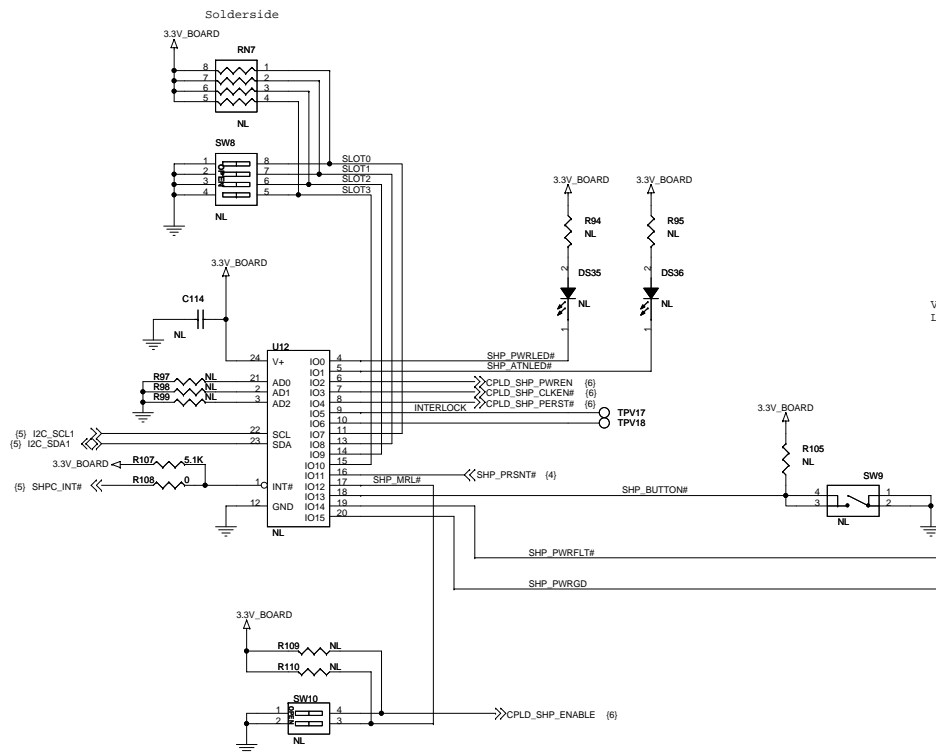 Solderside
3.3V_BOARD
RN7
8 1
7 2
6 3
5 4
NL
SW8
1 8 SLOT0
2 7 SLOT1
3 6 SLOT2
4 5 SLOT3
OPEN
NL
3.3V_BOARD 3.3V_BOARD
R94 R95
NL NL
2 2
DS35 DS36
NL NL
1 1
3.3V_BOARD
C114
NL
V
L
U12
24 V+ IO0 4 SHP_PWRLED#
IO1 5 SHP_ATNLED#
R97 NL 21 AD0 IO2 6 CPLD_SHP_PWREN {6}
R98 NL 2 AD1 IO3 7 CPLD_SHP_CLKEN# {6}
R99 NL 3 AD2 IO4 8 CPLD_SHP_PERST# {6}
IO5 9 INTERLOCK TPV17
IO6 10 TPV18
{5} I2C_SCL1 22 SCL IO7 11
{5} I2C_SDA1 23 SDA IO8 13
IO9 14
3.3V_BOARD R107 5.1K IO10 15
IO11 16 SHP_PRSNT# {4}
{5} SHPC_INT# R108 0 1 INT# IO12 17 SHP_MRL#
IO13 18 SHP_BUTTON#
12 GND IO14 19
IO15 20
NL
3.3V_BOARD
R105
NL
SW9
4 1
3 2
NL
SHP_PWRFLT#
SHP_PWRGD
3.3V_BOARD
R109 NL
R110 NL
SW10
1 4 CPLD_SHP_ENABLE {6}
2 3
OPEN
NL